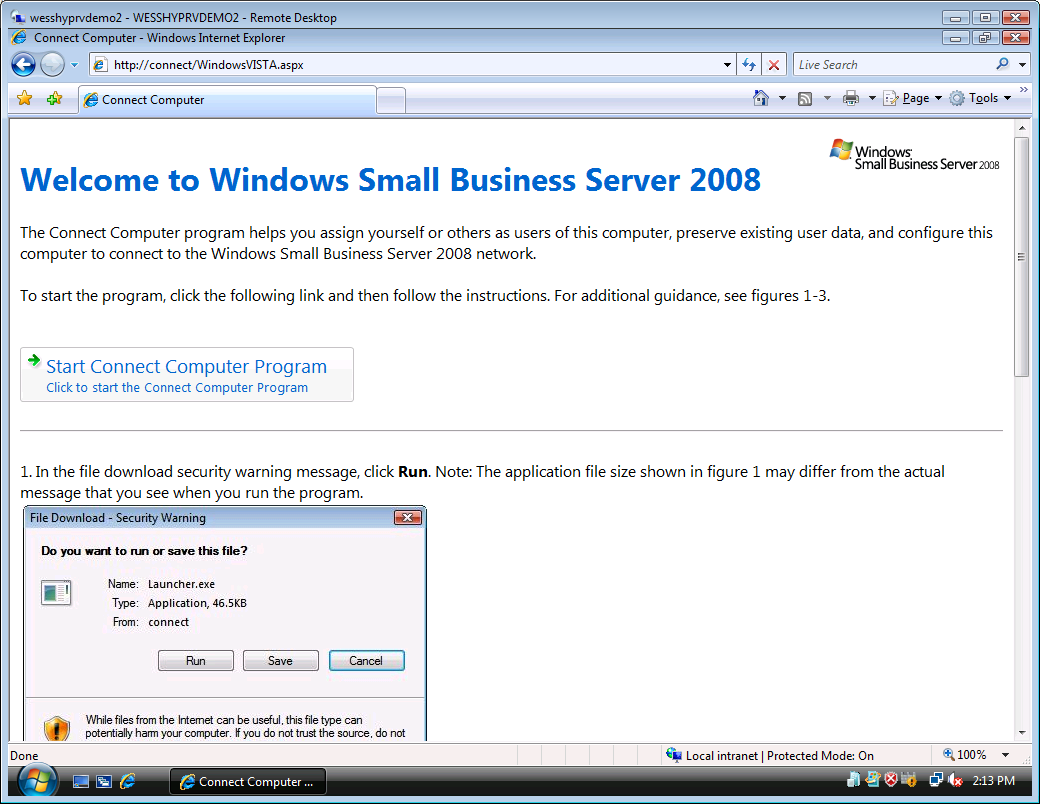 wesshyprvdemo2 - WESSHYPRVDEMO2 - Remote Desktop
Connect Computer - Windows Internet Explorer
http://connect/WindowsVISTA.aspx
Live Search
Connect Computer
Page
Tools
Windows
Small Business Server 2008
Welcome to Windows Small Business Server 2008
The Connect Computer program helps you assign yourself or others as users of this computer, preserve existing user data, and configure this
computer to connect to the Windows Small Business Server 2008 network.
To start the program, click the following link and then follow the instructions. For additional guidance, see figures 1-3.
Start Connect Computer Program
Click to start the Connect Computer Program
1. In the file download security warning message, click Run. Note: The application file size shown in figure 1 may differ from the actual
message that you see when you run the program.
File Download - Security Warning
Do you want to run or save this file?
Name: Launcher.exe
Type: Application, 46.5KB
From: connect
Run Save Cancel
While files from the Internet can be useful, this file type can
potentially harm your computer. If you do not trust the source, do not
Done
Local intranet | Protected Mode: On
100%
Connect Computer ...
2:13 PM